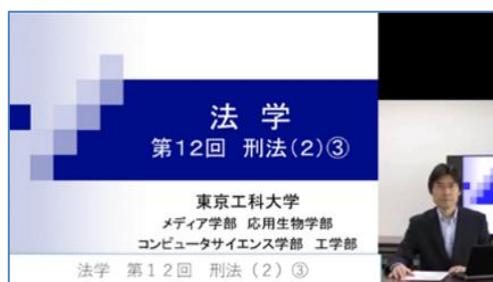 法 学
第12回 刑法(2)③
東京工科大学
メディア学部 応用生物学部
コンピュータサイエンス学部 工学部
法学 第12回 刑法(2)③